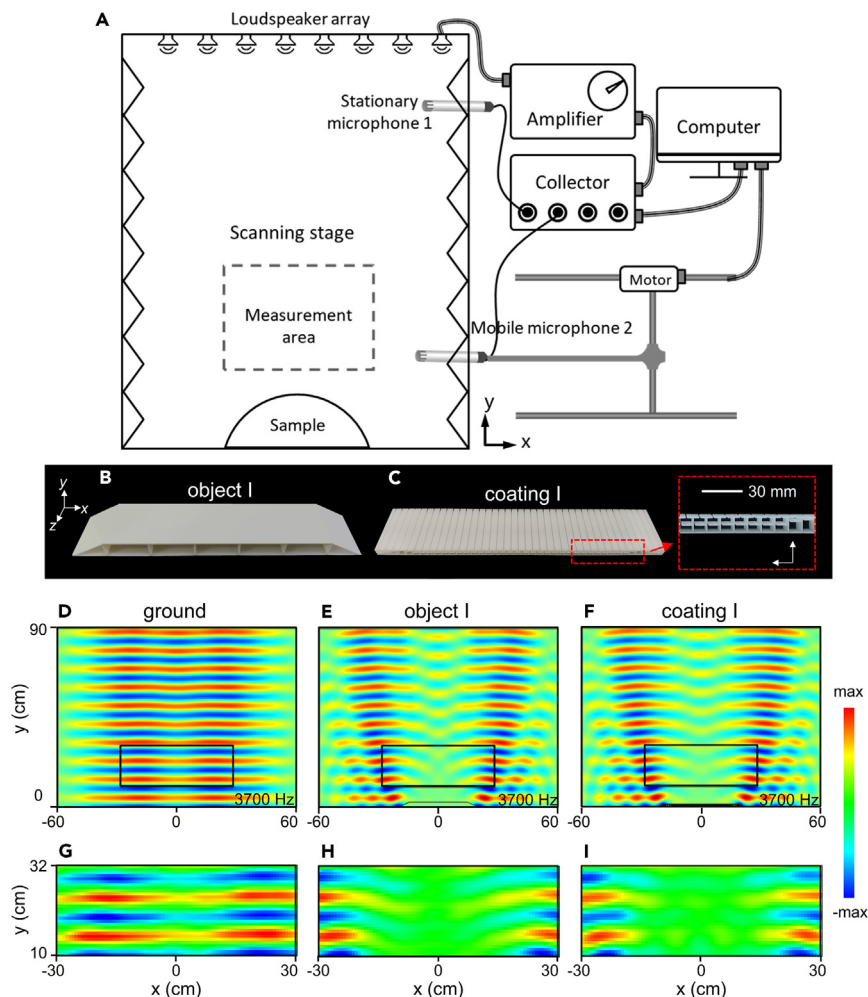 A
Loudspeaker array
Stationary
microphone 1
Amplifier
Computer
Collector
Scanning stage
Motor
Measurement
area
Mobile microphone 2
Sample
y
x
B
object I
y
x
z
C
coating I
30 mm
D
ground
E
object I
F
coating I
90
y (cm)
0
3700 Hz
3700 Hz
3700 Hz
-60
0
60
-60
0
60
-60
0
60
max
-max
G
H
I
32
y (cm)
10
-30
0
30
-30
0
30
-30
0
30
x (cm)
x (cm)
x (cm)